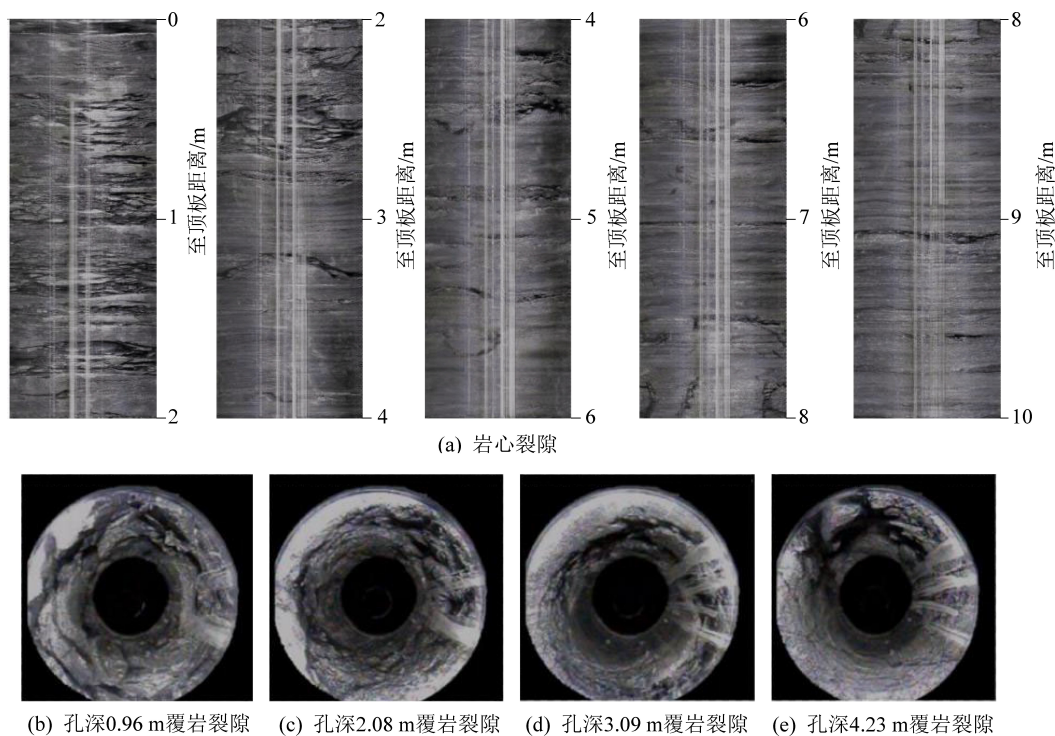 0
2
4
6
8
至顶板距离/m
至顶板距离/m
至顶板距离/m
至顶板距离/m
至顶板距离/m
1
3
5
7
9
2
4
6
8
10
(a) 岩心裂隙
(b) 孔深0.96 m覆岩裂隙
(c) 孔深2.08 m覆岩裂隙
(d) 孔深3.09 m覆岩裂隙
(e) 孔深4.23 m覆岩裂隙